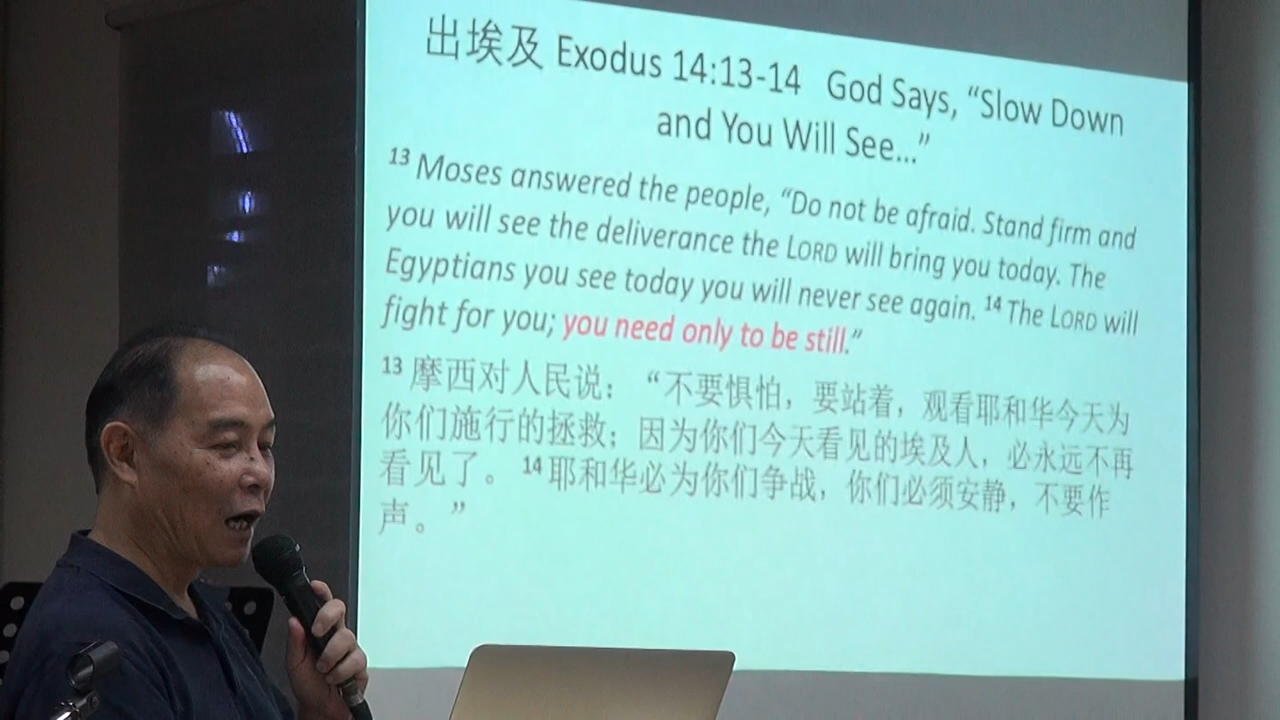 出埃及 Exodus 14:13-14 God Says, “Slow Down
and You Will See...”
13 Moses answered the people, “Do not be afraid. Stand firm and
you will see the deliverance the LORD will bring you today. The
Egyptians you see today you will never see again. 14 The LORD will
fight for you; you need only to be still.”
13 摩西对人民说：“不要惧怕，要站着，观看耶和华今天为
你们施行的拯救；因为你们今天看见的埃及人，必永远不再
看见了。14 耶和华必为你们争战，你们必须安静，不要作
声。”